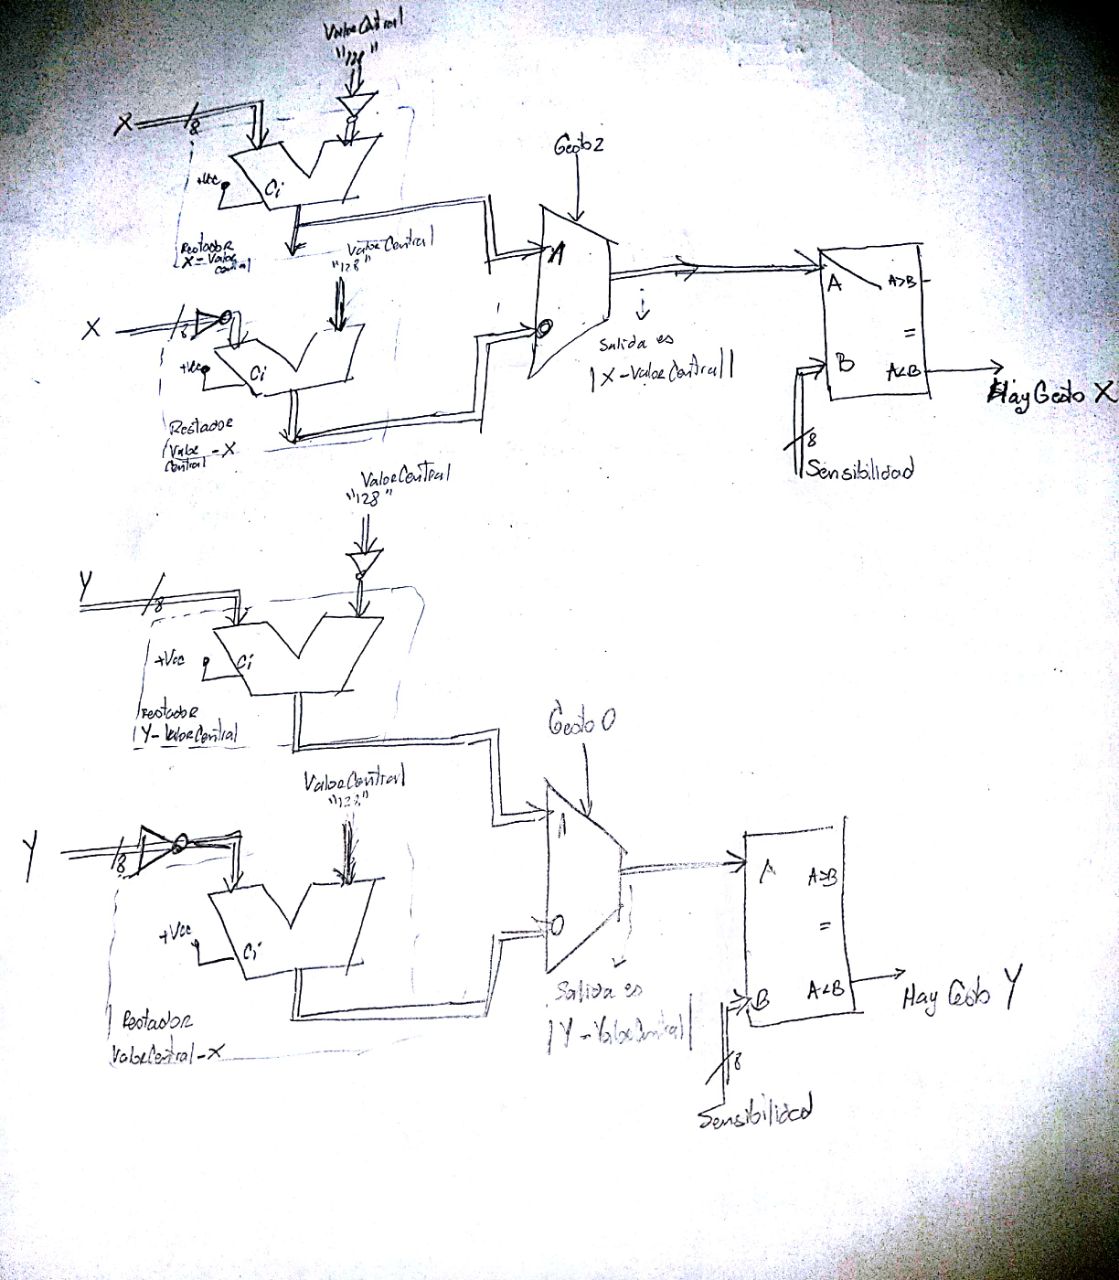 ValorCentral
"128"
X
8
+Vcc
Ci
Restador
X - Valor
Central
Gesto2
1
ValorCentral
"128"
X
8
+Vcc
Ci
Restador
Valor
Central - X
0
Salida es
|X-ValorCentral|
A
A>B
=
B
A<B
Hay Gesto X
8
Sensibilidad
ValorCentral
"128"
Y
8
+Vcc
Ci
Restador
Y-ValorCentral
Gesto 0
1
ValorCentral
"128"
Y
8
+Vcc
Ci
Restador
ValorCentral-X
0
Salida es
|Y-ValorCentral|
A
A>B
=
B
A<B
Hay Gesto Y
8
Sensibilidad